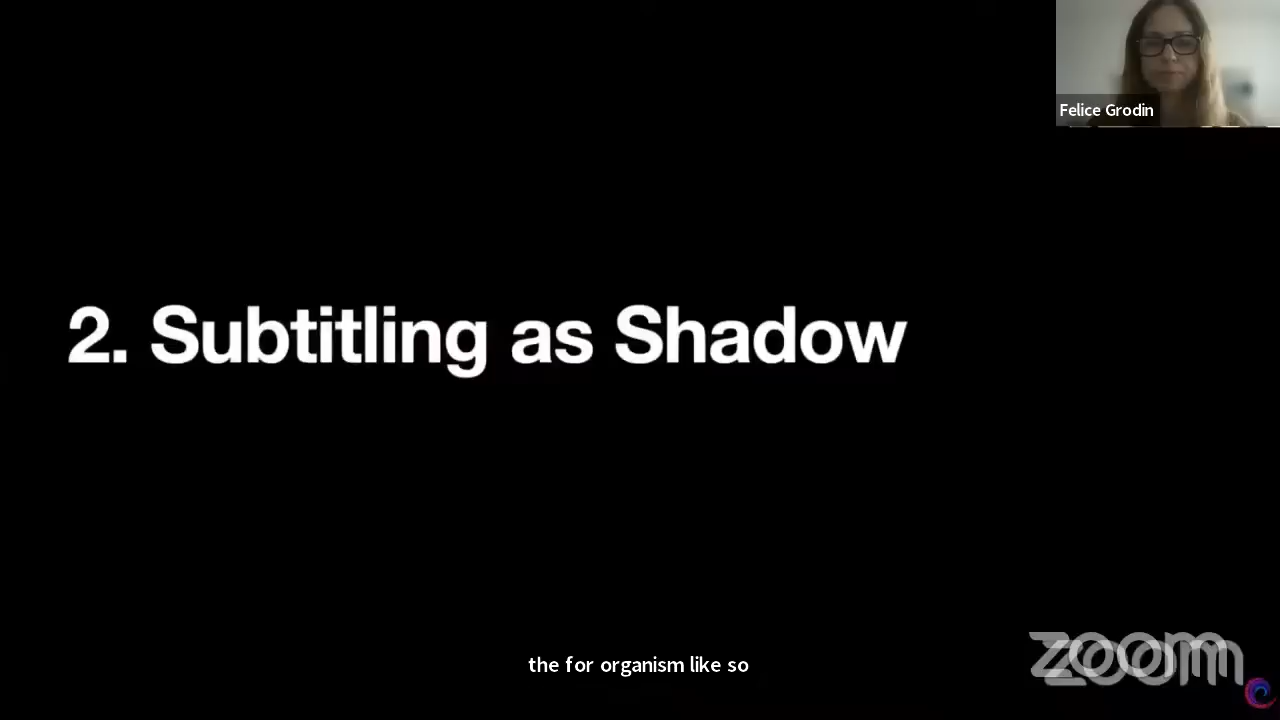 Felice Grodin
2. Subtitling as Shadow
the for organism like so
zoom